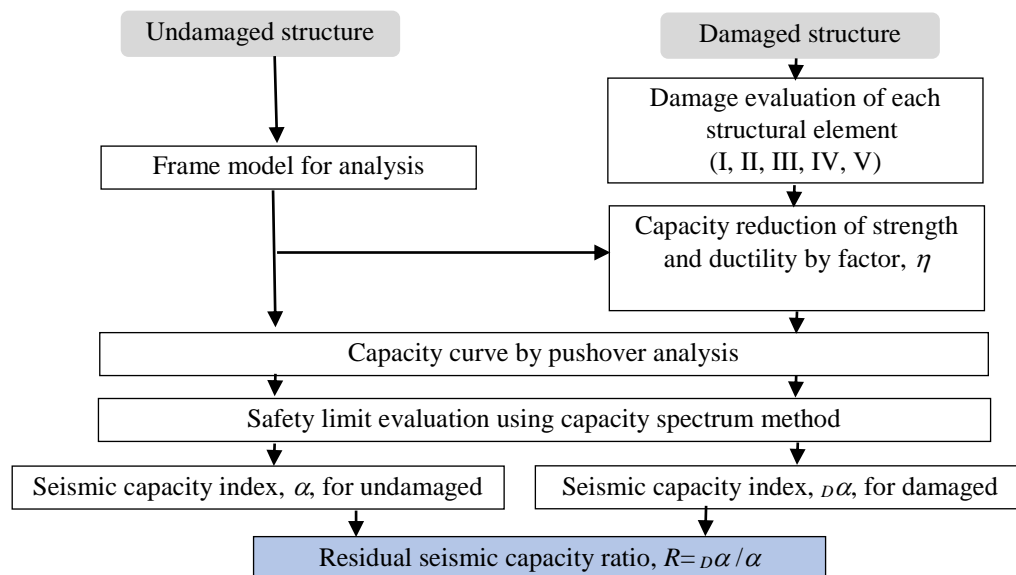 Undamaged structure
Damaged structure
Damage evaluation of each
structural element
(I, II, III, IV, V)
Frame model for analysis
Capacity reduction of strength
and ductility by factor, η
Capacity curve by pushover analysis
Safety limit evaluation using capacity spectrum method
Seismic capacity index, α, for undamaged
Seismic capacity index, Dα, for damaged
Residual seismic capacity ratio, R= Dα/α